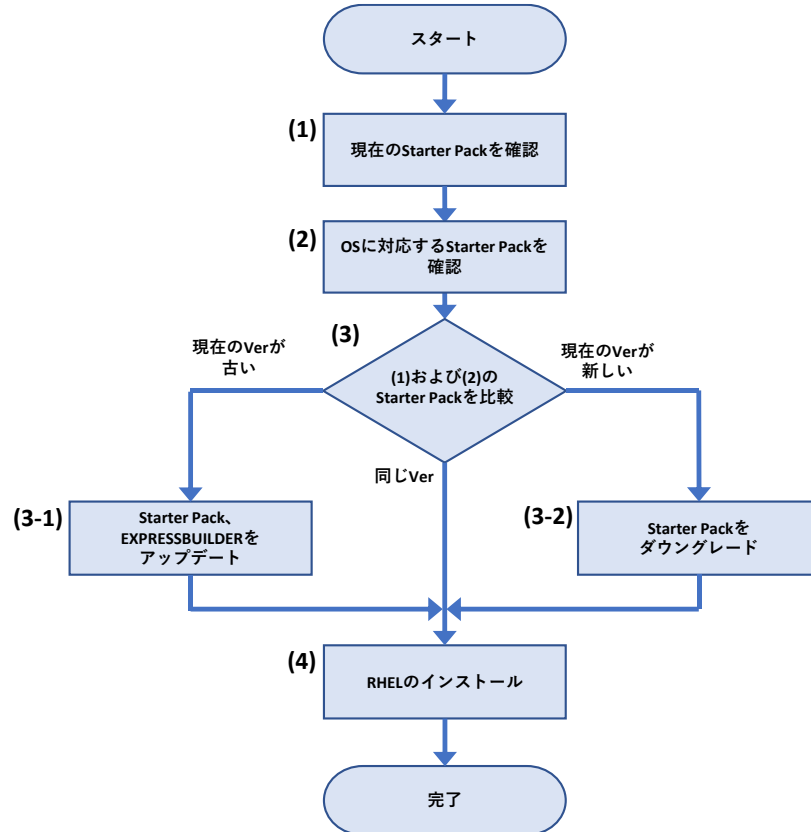 スタート
(1)
現在のStarter Packを確認
(2)
OSに対応するStarter Packを
確認
(3)
現在のVerが
古い
(1)および(2)の
Starter Packを比較
現在のVerが
新しい
同じVer
(3-1)
Starter Pack、
EXPRESSBUILDERを
アップデート
(3-2)
Starter Packを
ダウングレード
(4)
RHELのインストール
完了